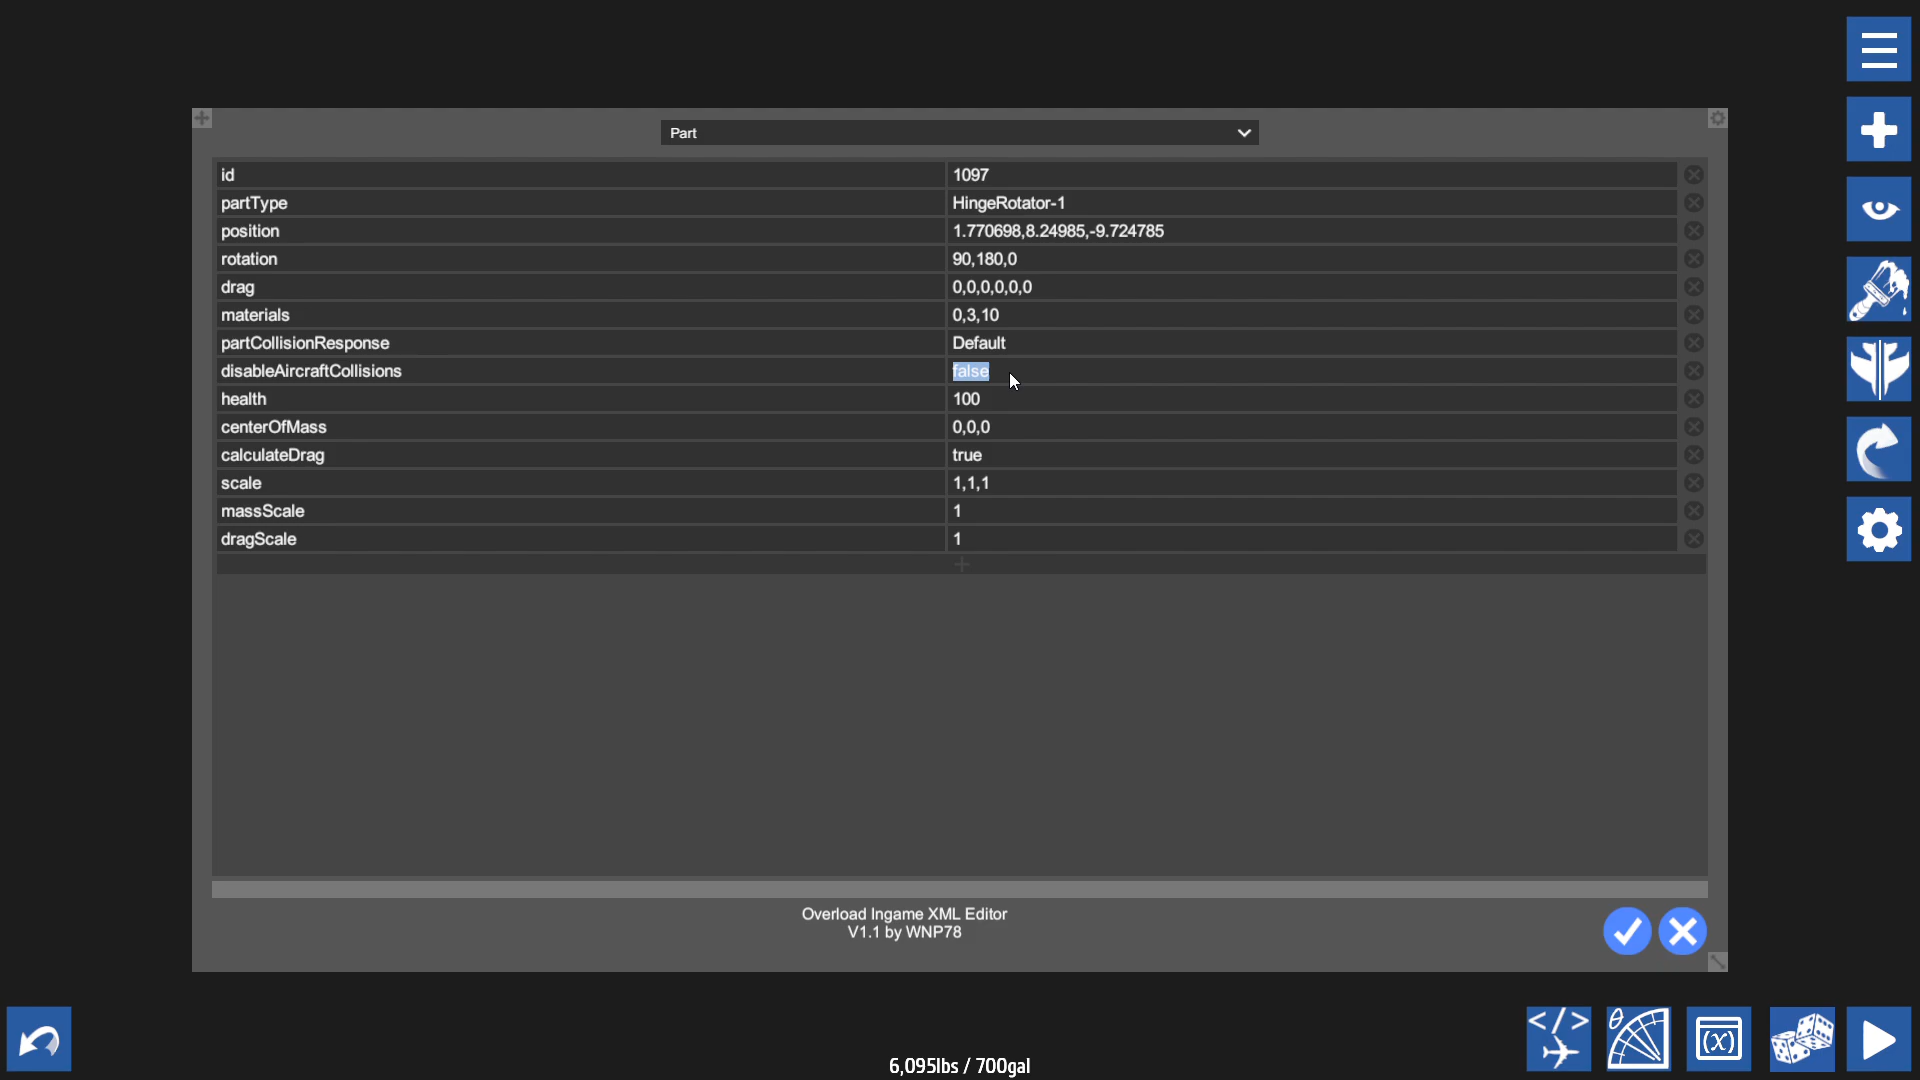 Part
id 1097
partType HingeRotator-1
position 1.770698,8.24985,-9.724785
rotation 90,180,0
drag 0,0,0,0,0,0
materials 0,3,10
partCollisionResponse Default
disableAircraftCollisions false
health 100
centerOfMass 0,0,0
calculateDrag true
scale 1,1,1
massScale 1
dragScale 1
Overload Ingame XML Editor
V1.1 by WNP78
</> θ (x)
6,095lbs / 700gal